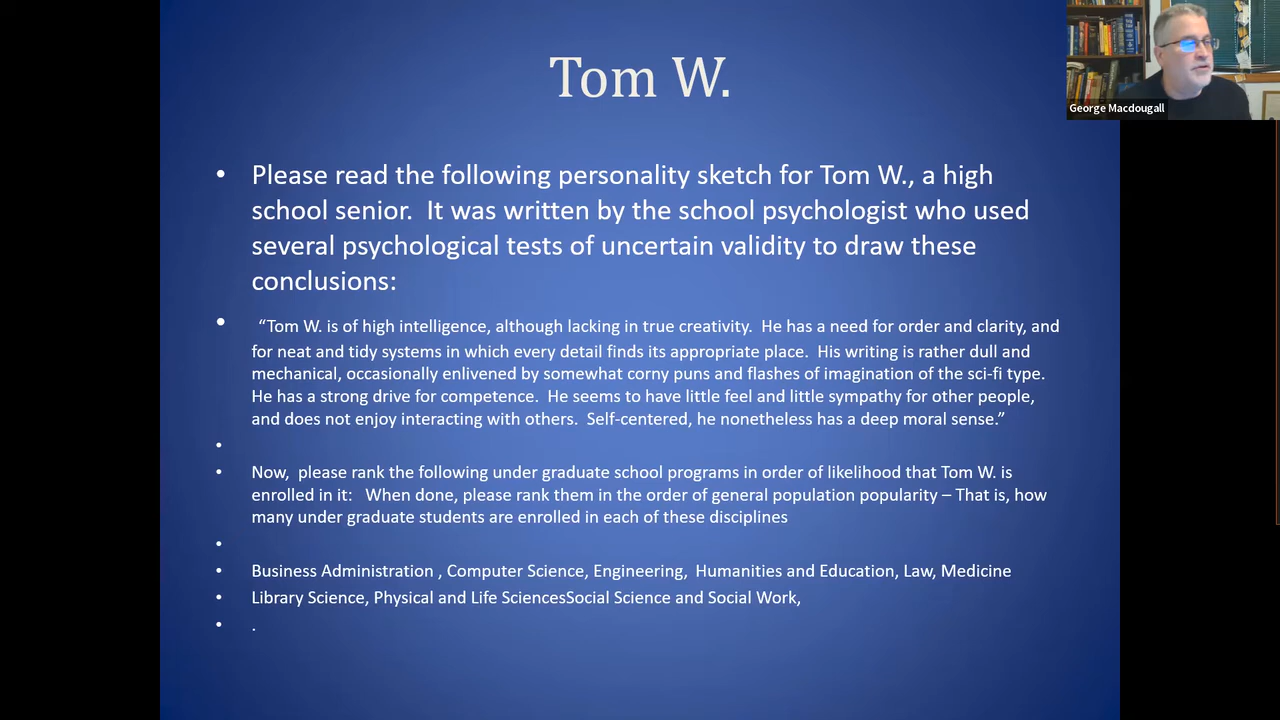 Tom W.
George Macdougall
• Please read the following personality sketch for Tom W., a high
school senior.  It was written by the school psychologist who used
several psychological tests of uncertain validity to draw these
conclusions:
• “Tom W. is of high intelligence, although lacking in true creativity.  He has a need for order and clarity, and
for neat and tidy systems in which every detail finds its appropriate place.  His writing is rather dull and
mechanical, occasionally enlivened by somewhat corny puns and flashes of imagination of the sci-fi type.
He has a strong drive for competence.  He seems to have little feel and little sympathy for other people,
and does not enjoy interacting with others.  Self-centered, he nonetheless has a deep moral sense.”
•
• Now,  please rank the following under graduate school programs in order of likelihood that Tom W. is
enrolled in it:   When done, please rank them in the order of general population popularity – That is, how
many under graduate students are enrolled in each of these disciplines
•
• Business Administration , Computer Science, Engineering,  Humanities and Education, Law, Medicine
• Library Science, Physical and Life SciencesSocial Science and Social Work,
• .